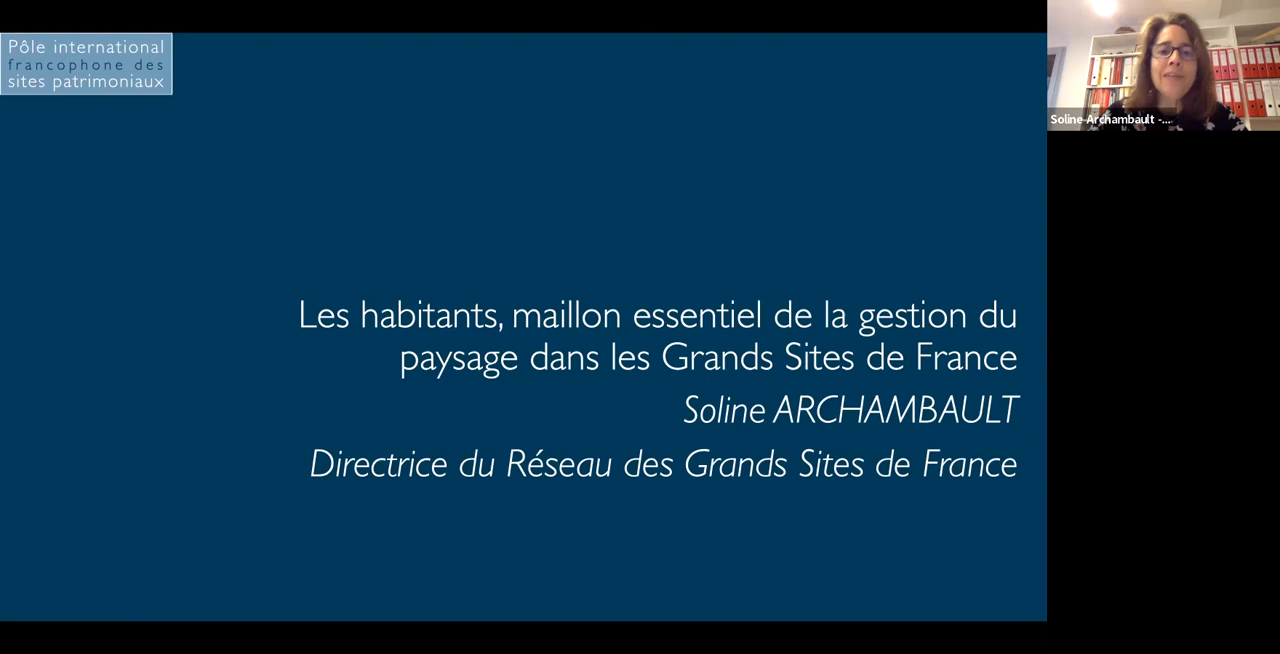 Pôle international
francophone des
sites patrimoniaux
Soline Archambault -...
Les habitants, maillon essentiel de la gestion du
paysage dans les Grands Sites de France
Soline ARCHAMBAULT
Directrice du Réseau des Grands Sites de France